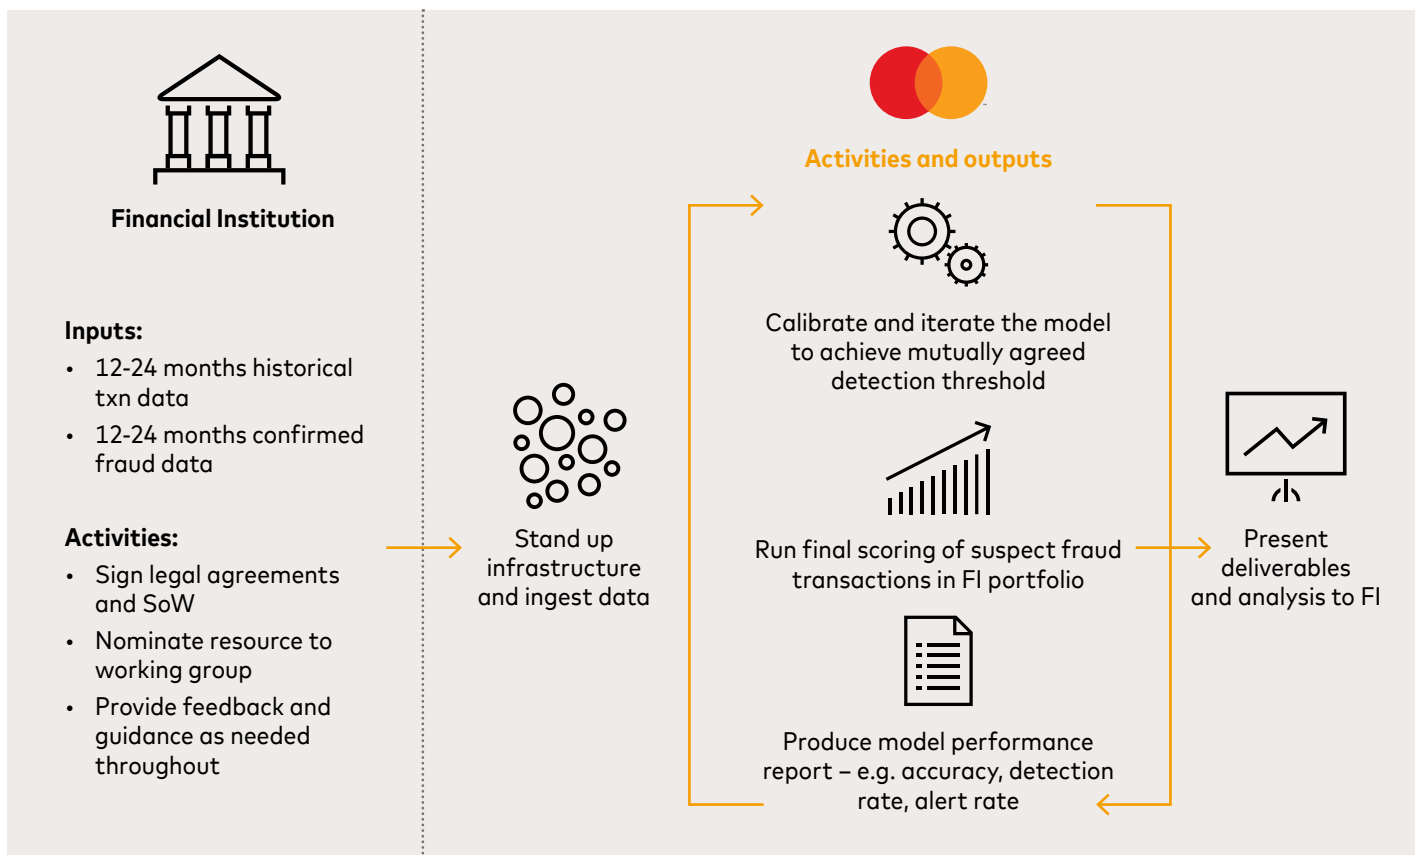 Financial Institution
Inputs:
• 12-24 months historical
txn data
• 12-24 months confirmed
fraud data
Activities:
• Sign legal agreements
and SoW
• Nominate resource to
working group
• Provide feedback and
guidance as needed
throughout
Stand up
infrastructure
and ingest data
Activities and outputs
Calibrate and iterate the model
to achieve mutually agreed
detection threshold
Run final scoring of suspect fraud
transactions in FI portfolio
Produce model performance
report – e.g. accuracy, detection
rate, alert rate
Present
deliverables
and analysis to FI